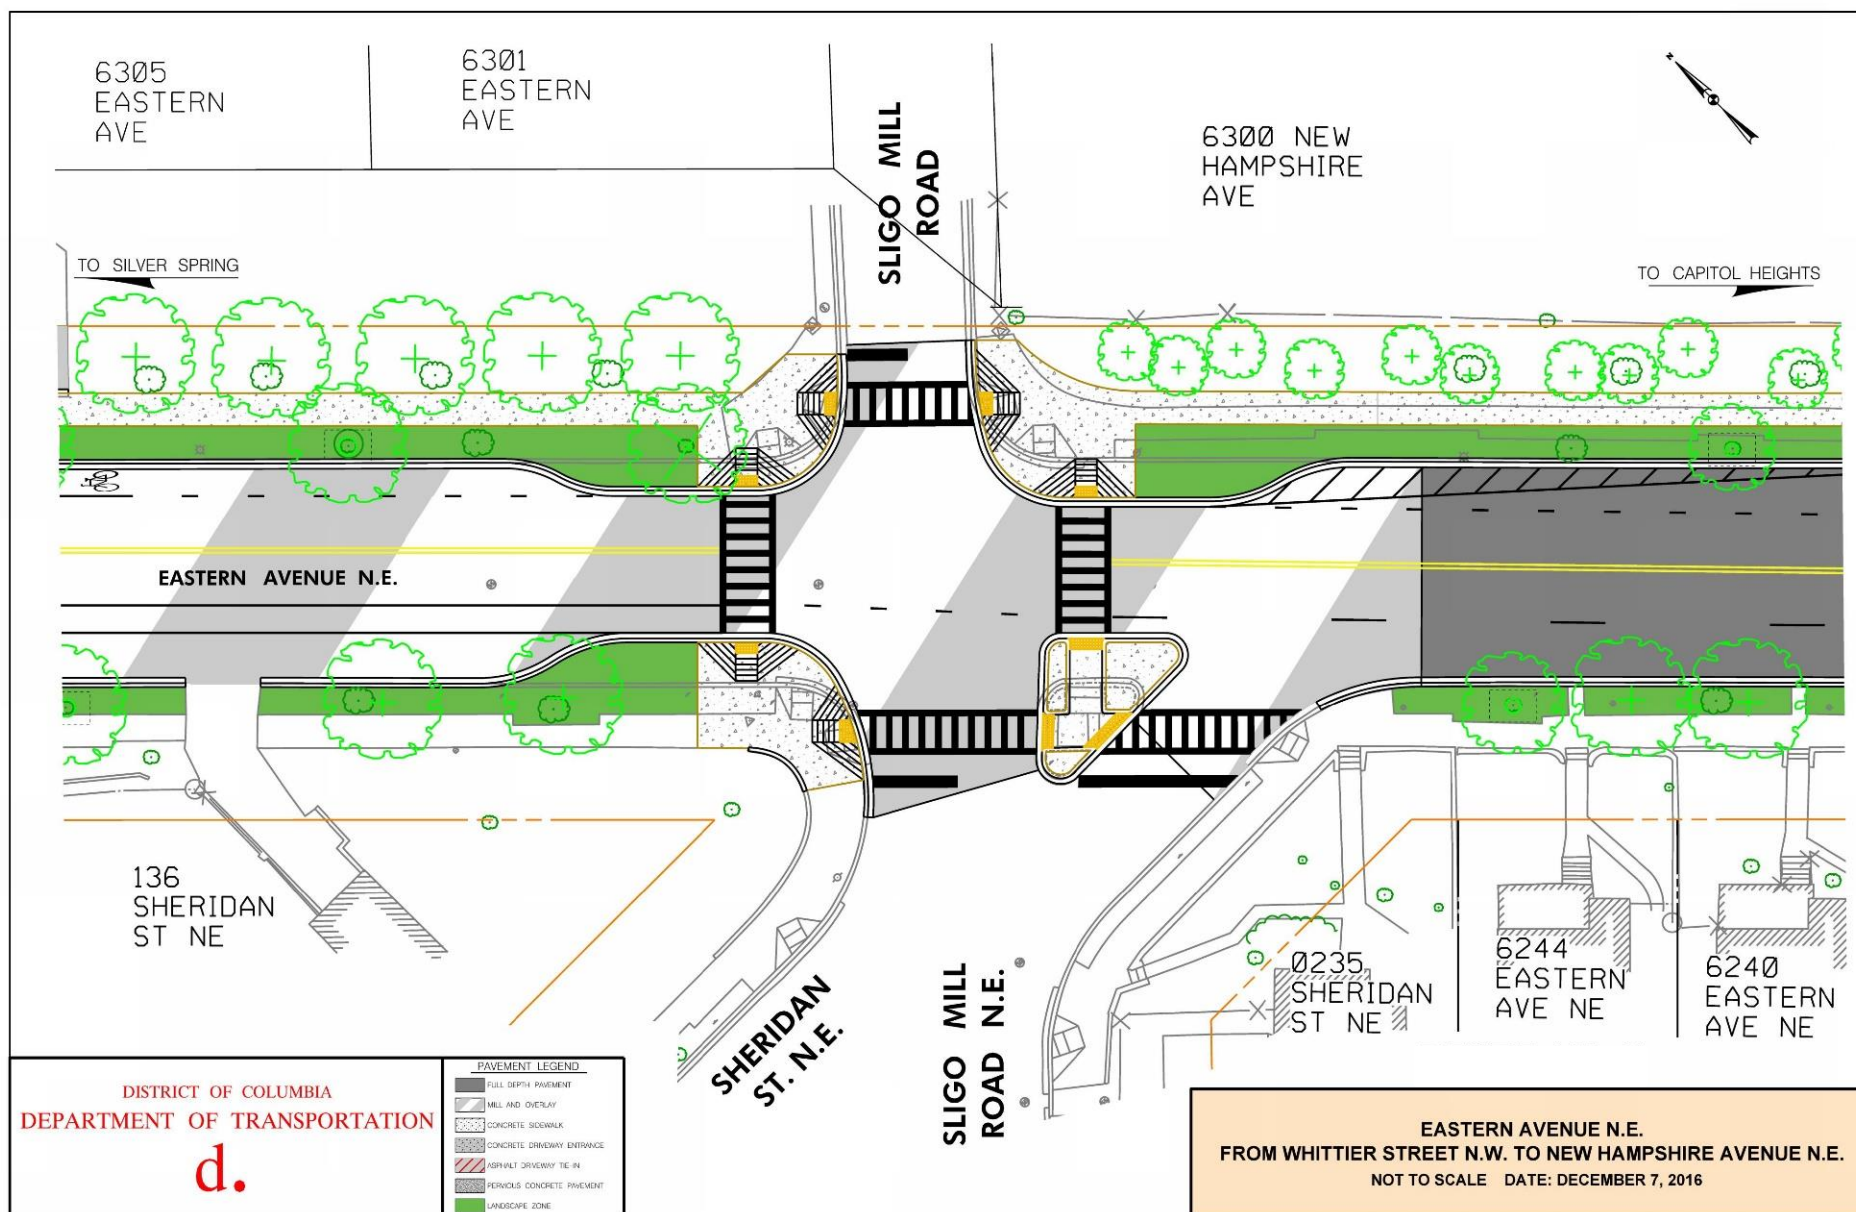 6305
EASTERN
AVE
6301
EASTERN
AVE
SLIGO MILL
ROAD
6300 NEW
HAMPSHIRE
AVE
N
TO SILVER SPRING
TO CAPITOL HEIGHTS
EASTERN AVENUE N.E.
136
SHERIDAN
ST NE
SHERIDAN
ST. N.E.
SLIGO MILL
ROAD N.E.
0235
SHERIDAN
ST NE
6244
EASTERN
AVE NE
6240
EASTERN
AVE NE
DISTRICT OF COLUMBIA
DEPARTMENT OF TRANSPORTATION
d.
PAVEMENT LEGEND
FULL DEPTH PAVEMENT
MILL AND OVERLAY
CONCRETE SIDEWALK
CONCRETE DRIVEWAY ENTRANCE
ASPHALT DRIVEWAY TIE-IN
PERVIOUS CONCRETE PAVEMENT
LANDSCAPE ZONE
EASTERN AVENUE N.E.
FROM WHITTIER STREET N.W. TO NEW HAMPSHIRE AVENUE N.E.
NOT TO SCALE DATE: DECEMBER 7, 2016